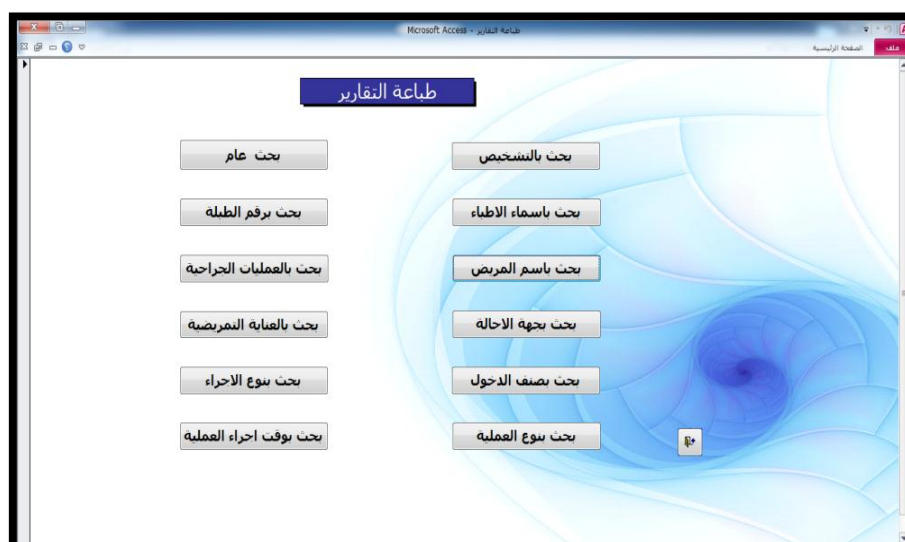 طباعة التقارير - Microsoft Access
ملف الصفحة الرئيسية
طباعة التقارير
بحث بالتشخيص
بحث عام
بحث باسماء الاطباء
بحث برقم الطبلة
بحث باسم المريض
بحث بالعمليات الجراحية
بحث بجهة الاحالة
بحث بالعناية التمريضية
بحث بصنف الدخول
بحث بنوع الاجراء
بحث بنوع العملية
بحث بوقت اجراء العملية